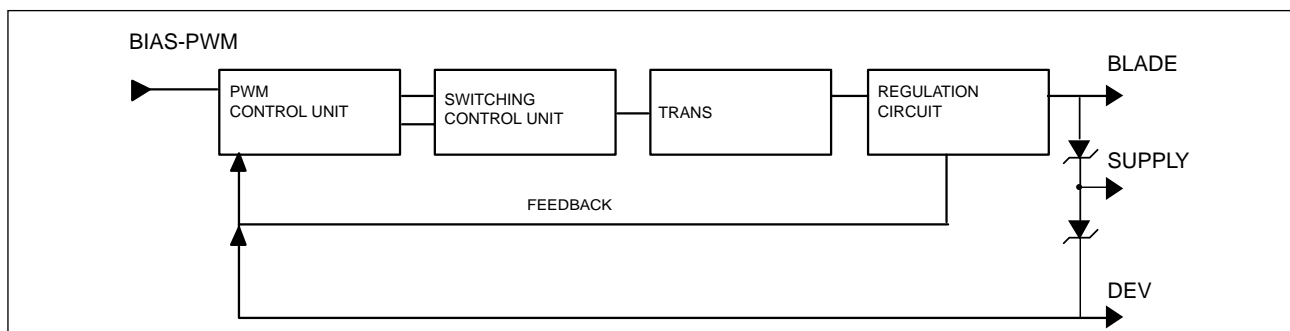 BIAS-PWM
PWM
CONTROL UNIT
SWITCHING
CONTROL UNIT
TRANS
REGULATION
CIRCUIT
BLADE
SUPPLY
FEEDBACK
DEV